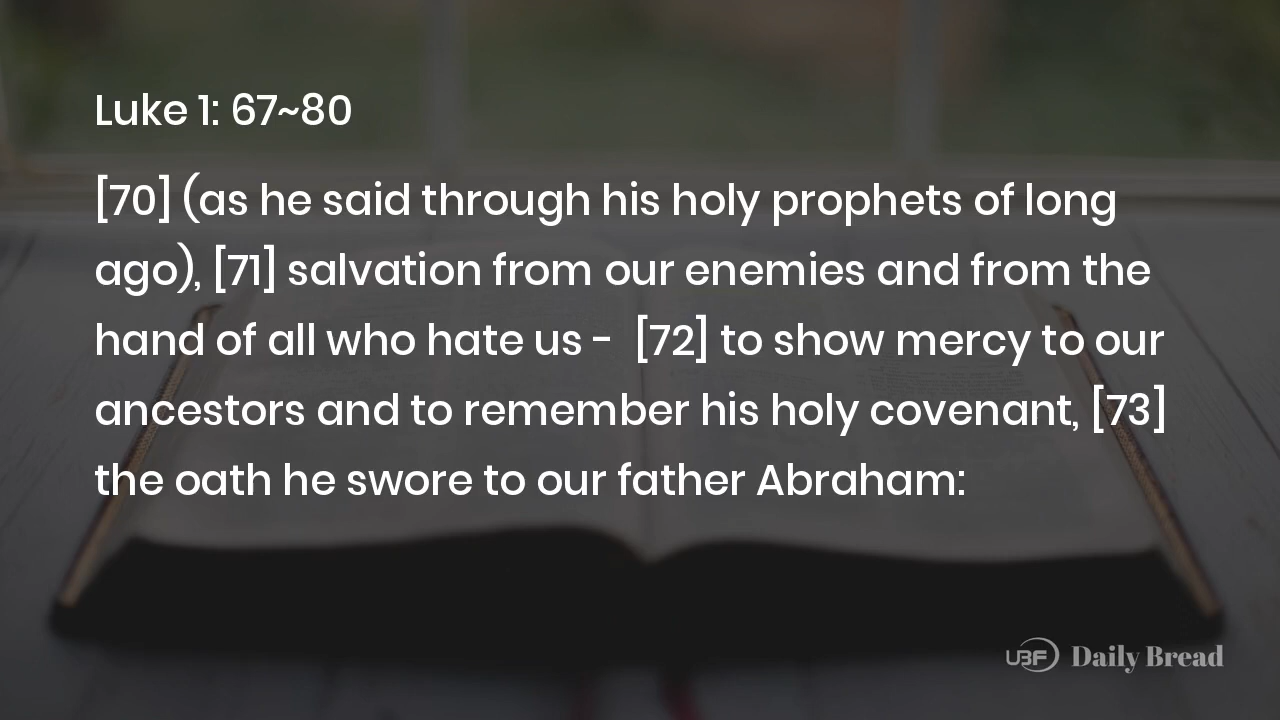 Luke 1: 67~80
[70] (as he said through his holy prophets of long
ago), [71] salvation from our enemies and from the
hand of all who hate us -  [72] to show mercy to our
ancestors and to remember his holy covenant, [73]
the oath he swore to our father Abraham:
UBF Daily Bread